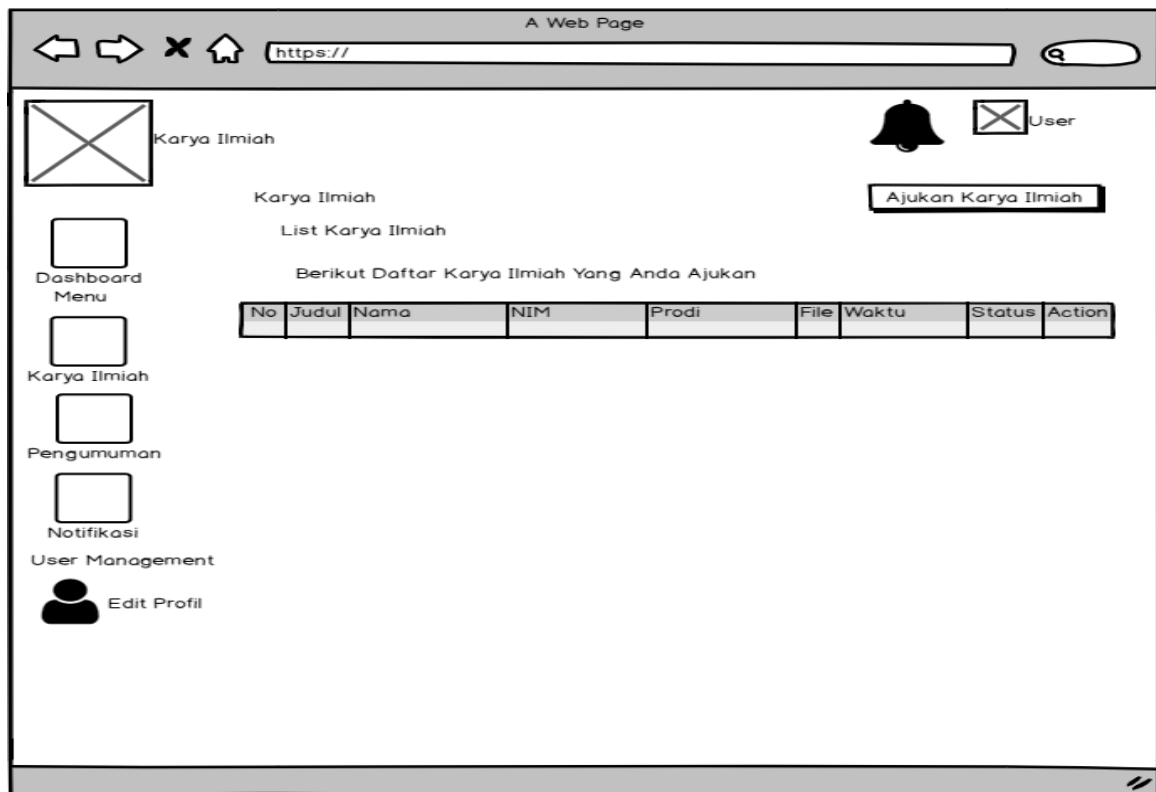 A Web Page
https://
Karya Ilmiah
User
Karya Ilmiah
Ajukan Karya Ilmiah
List Karya Ilmiah
Berikut Daftar Karya Ilmiah Yang Anda Ajukan
No Judul Nama NIM Prodi File Waktu Status Action
Dashboard
Menu
Karya Ilmiah
Pengumuman
Notifikasi
User Management
Edit Profil